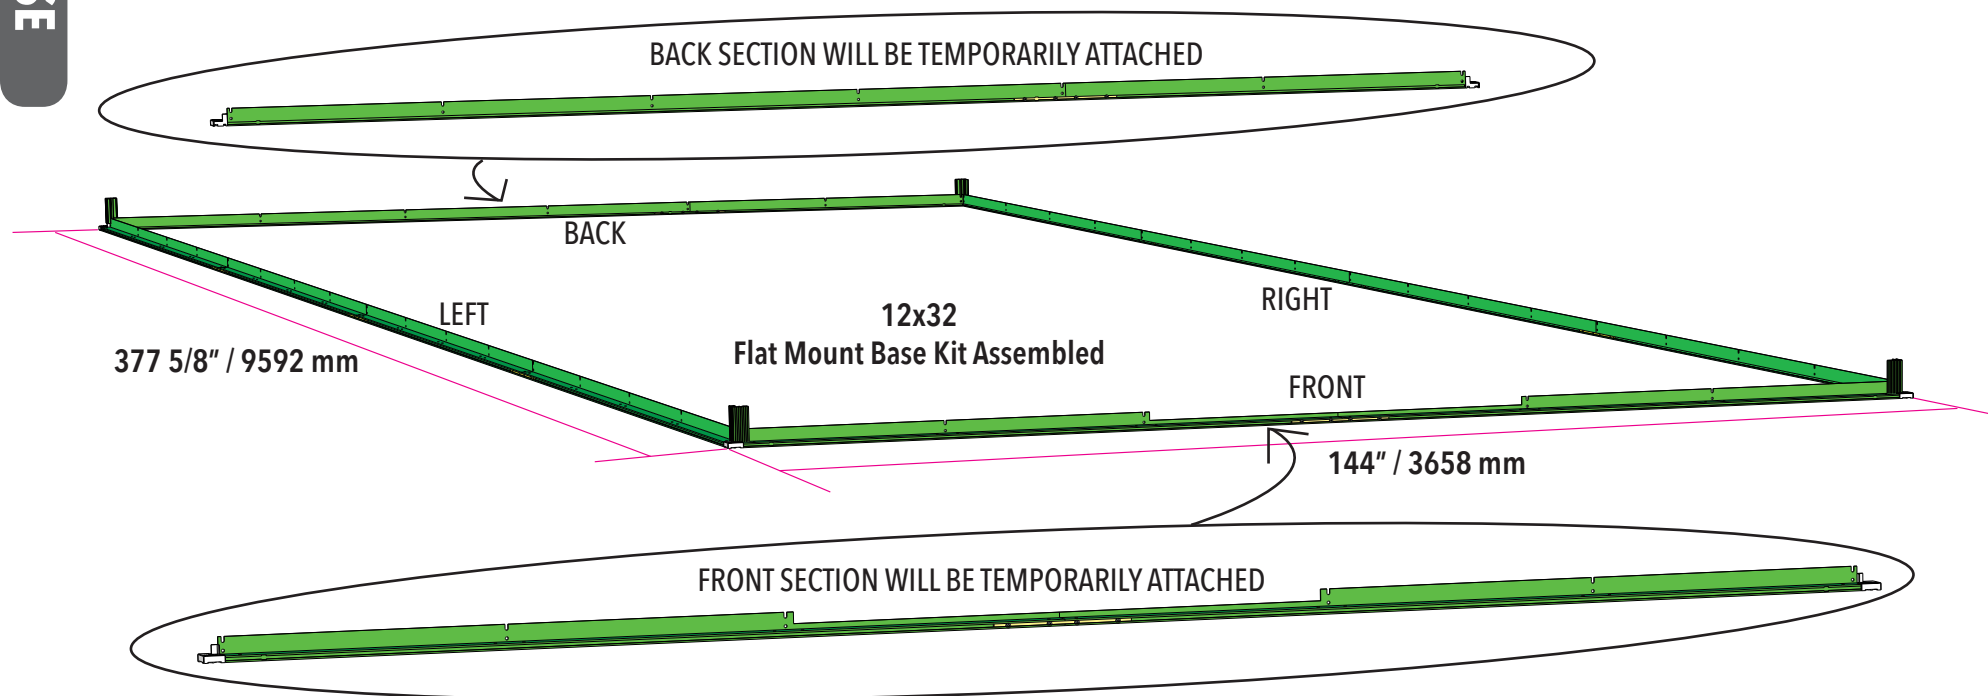 SE
BACK SECTION WILL BE TEMPORARILY ATTACHED
BACK
LEFT
RIGHT
12x32
Flat Mount Base Kit Assembled
377 5/8" / 9592 mm
FRONT
144" / 3658 mm
FRONT SECTION WILL BE TEMPORARILY ATTACHED